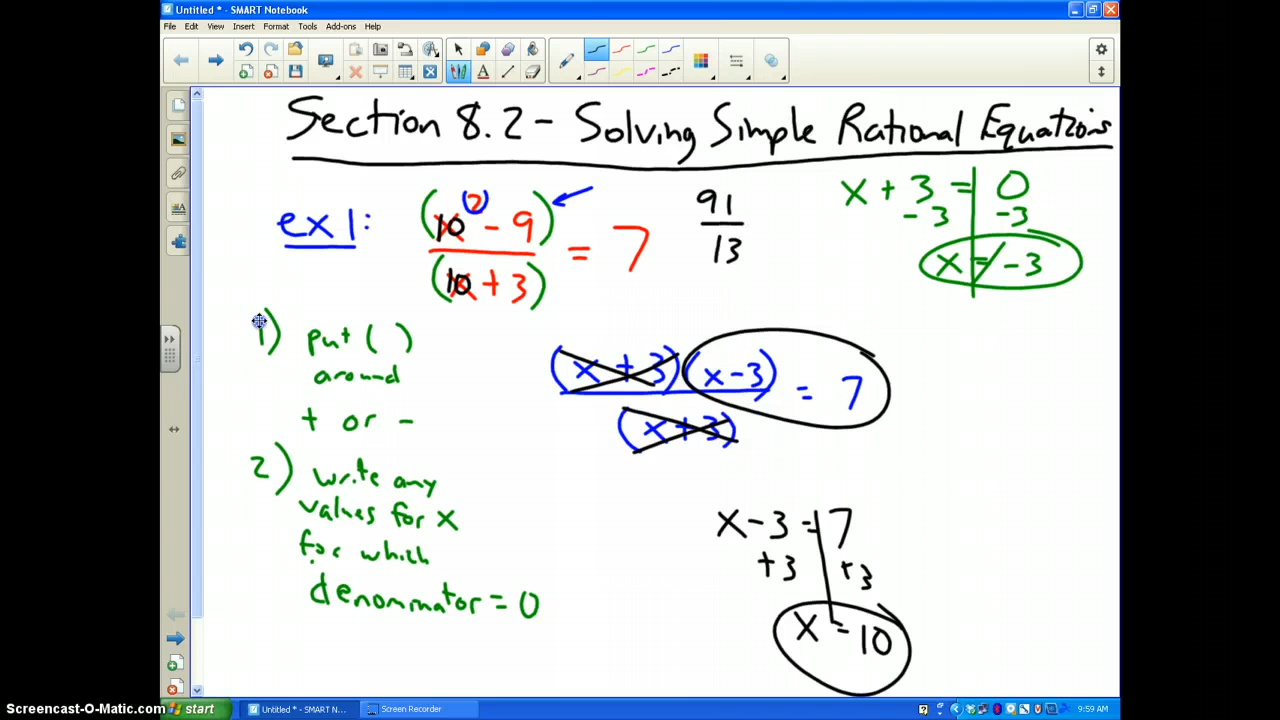 Untitled * - SMART Notebook
File Edit View Insert Format Tools Add-ons Help
Section 8.2 - Solving Simple Rational Equations
ex 1:
(10² - 9)
(10 + 3)
= 7
91
13
x + 3 = 0
- 3 - 3
x ≠ - 3
1) put ( )
around
+ or -
2) write any
values for x
for which
denominator = 0
(x + 3) (x - 3) = 7
(x + 3)
x - 3 = 7
+ 3 + 3
x = 10
Screencast-O-Matic.com
start
Untitled * - SMART N...
Screen Recorder
9:59 AM